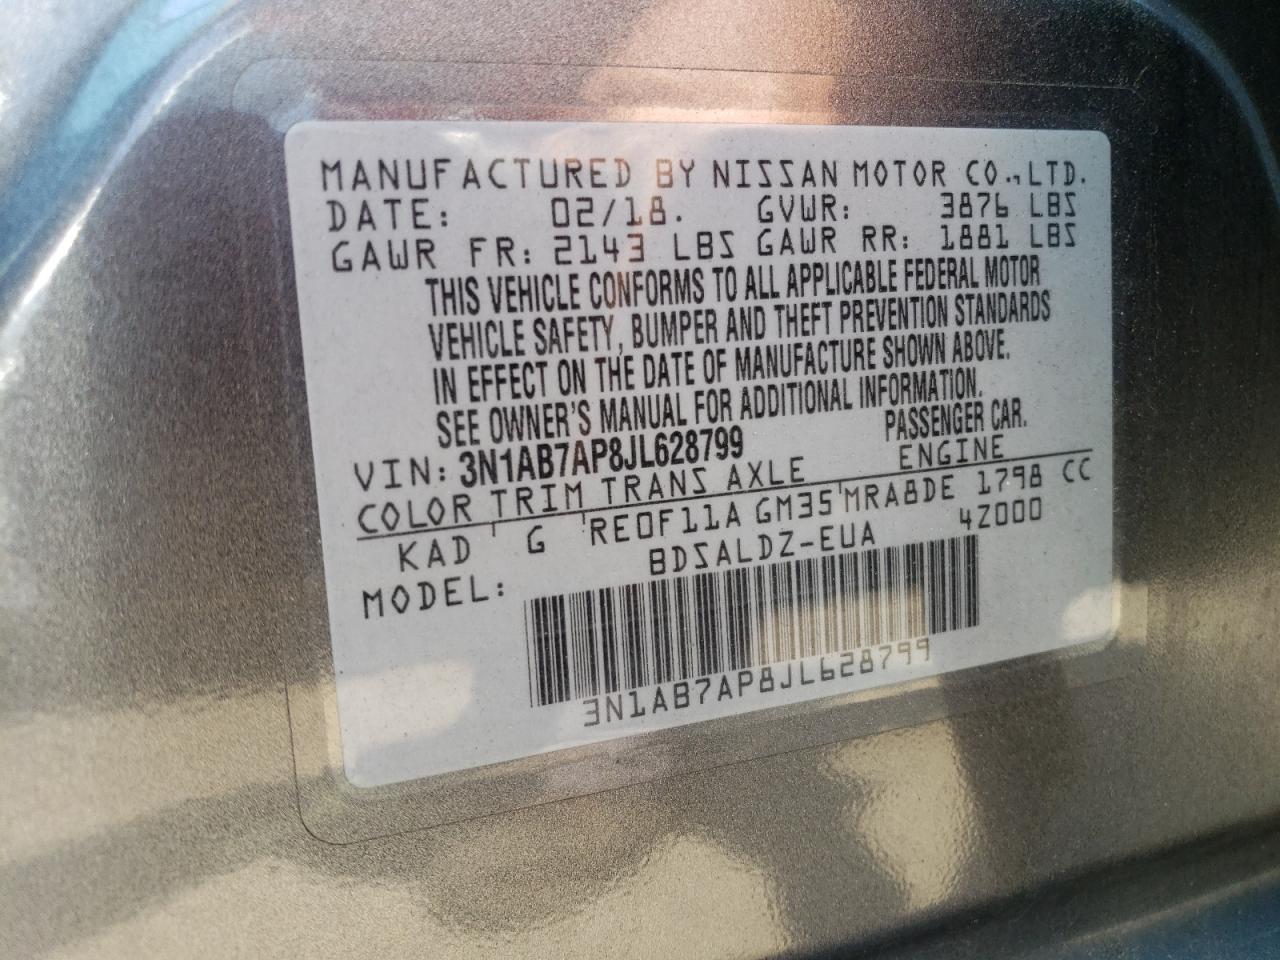 MANUFACTURED BY NISSAN MOTOR CO.,LTD.
DATE: 02/18. GVWR: 3876 LBS
GAWR FR: 2143 LBS GAWR RR: 1881 LBS
THIS VEHICLE CONFORMS TO ALL APPLICABLE FEDERAL MOTOR
VEHICLE SAFETY, BUMPER AND THEFT PREVENTION STANDARDS
IN EFFECT ON THE DATE OF MANUFACTURE SHOWN ABOVE.
SEE OWNER'S MANUAL FOR ADDITIONAL INFORMATION.
VIN: 3N1AB7AP8JL628799 PASSENGER CAR.
COLOR TRIM TRANS AXLE ENGINE
KAD G RE0F11A GM35 MRA8DE 1798 CC
MODEL: BDSALDZ-EUA 4Z000
3N1AB7AP8JL628799